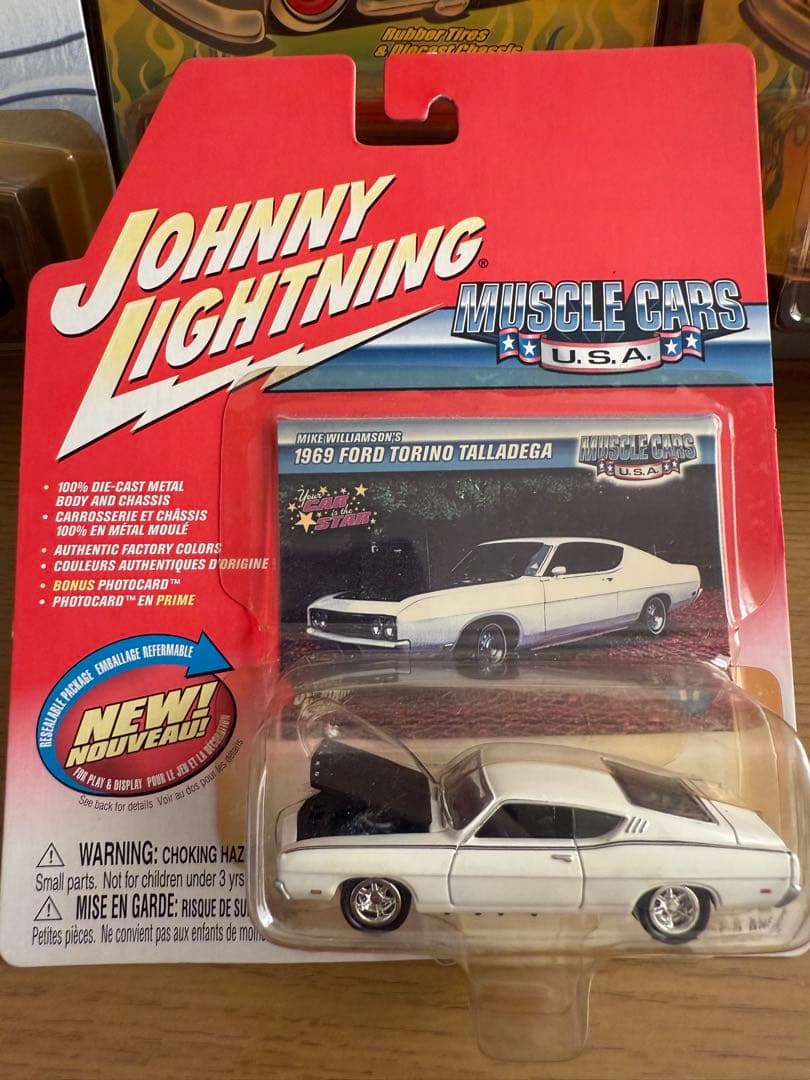 Rubber Tires
& Diecast Chassis
JOHNNY
LIGHTNING®
MUSCLE CARS
U.S.A.
MIKE WILLIAMSON'S
1969 FORD TORINO TALLADEGA
MUSCLE CARS
U.S.A.
Your
CAR
is the
STAR
• 100% DIE-CAST METAL
BODY AND CHASSIS
• CARROSSERIE ET CHÂSSIS
100% EN MÉTAL MOULÉ
• AUTHENTIC FACTORY COLORS
• COULEURS AUTHENTIQUES D'ORIGINE
• BONUS PHOTOCARD™
• PHOTOCARD™ EN PRIME
RESEALABLE PACKAGE EMBALLAGE REFERMABLE
NEW!
NOUVEAU!
FOR PLAY & DISPLAY POUR LE JEU ET LA DÉCORATION
See back for details Voir au dos pour les détails
⚠ WARNING: CHOKING HAZ
Small parts. Not for children under 3 yrs
⚠ MISE EN GARDE: RISQUE DE SU
Petites pièces. Ne convient pas aux enfants de moin